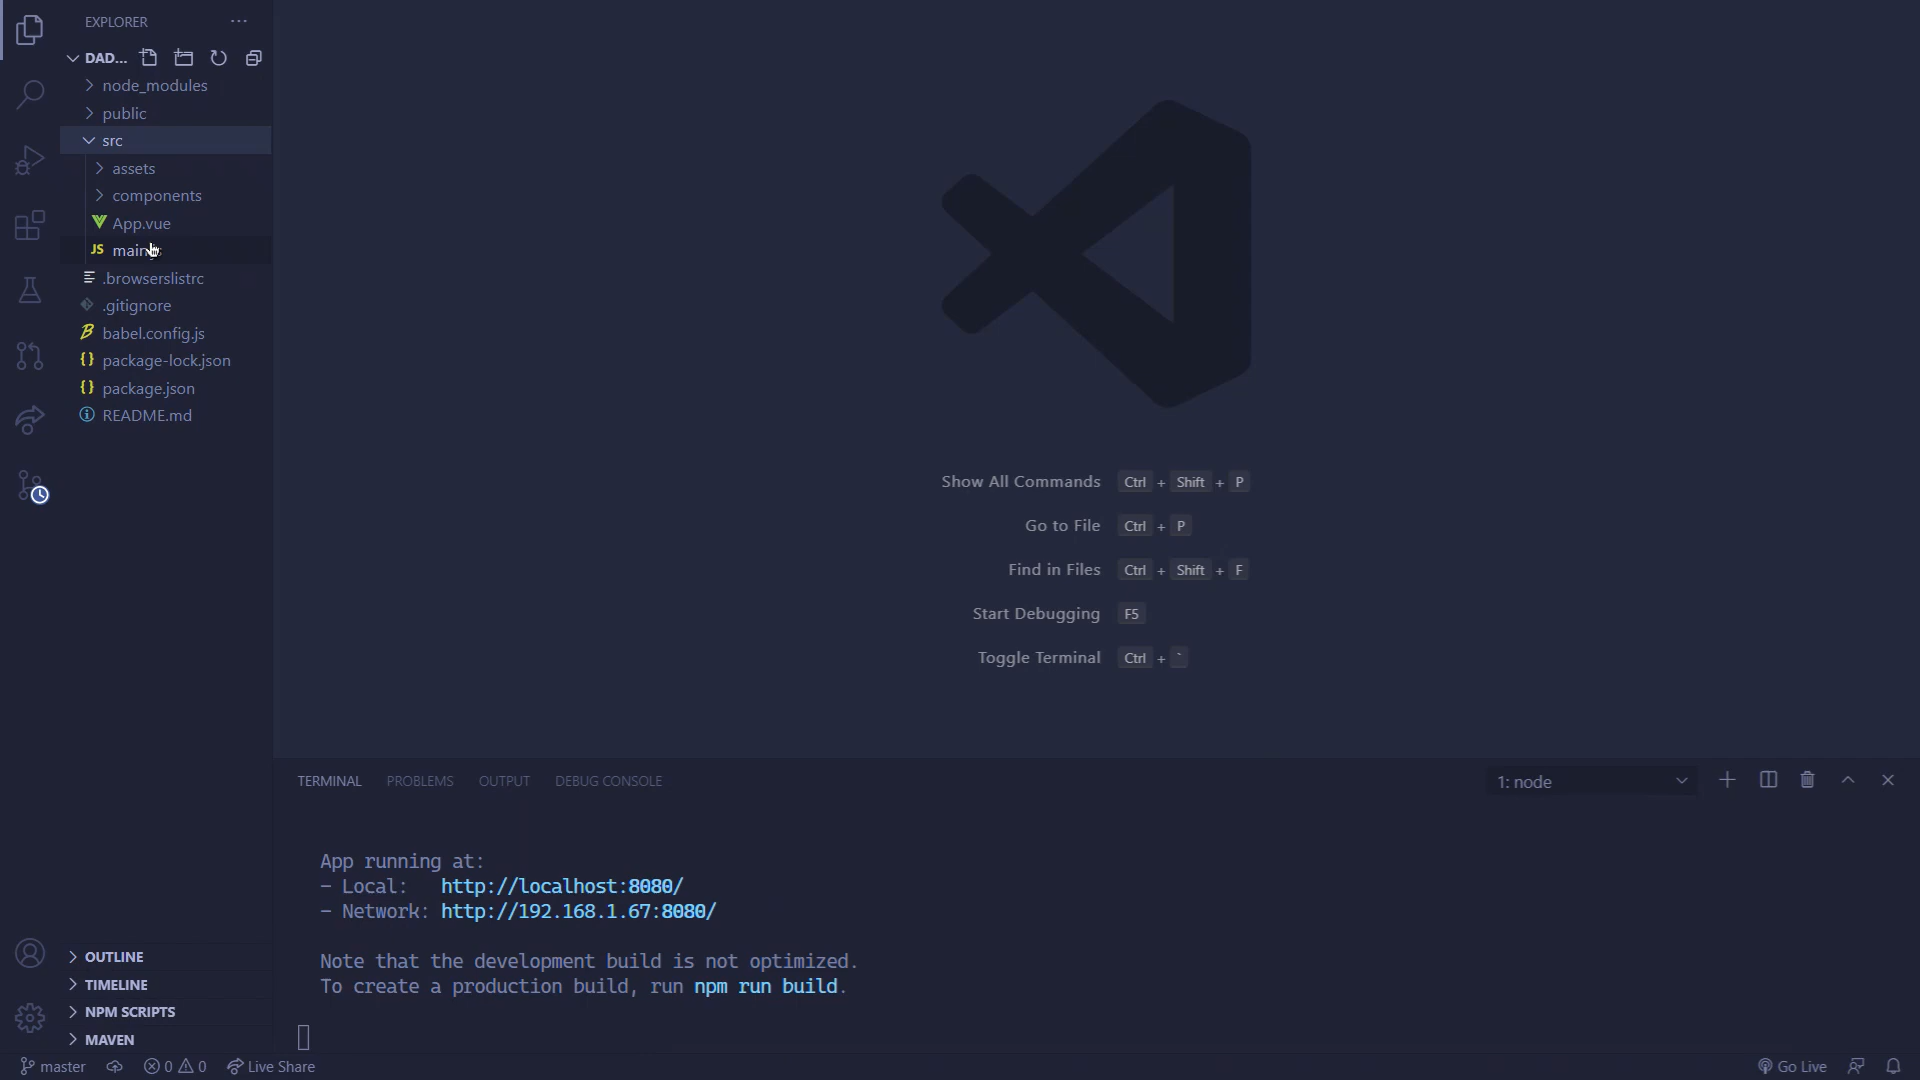 EXPLORER
DAD...
node_modules
public
src
assets
components
App.vue
JS main
.browserslistrc
.gitignore
babel.config.js
{} package-lock.json
{} package.json
README.md
OUTLINE
TIMELINE
NPM SCRIPTS
MAVEN
Show All Commands Ctrl + Shift + P
Go to File Ctrl + P
Find in Files Ctrl + Shift + F
Start Debugging F5
Toggle Terminal Ctrl + `
TERMINAL PROBLEMS OUTPUT DEBUG CONSOLE 1: node
App running at:
- Local: http://localhost:8080/
- Network: http://192.168.1.67:8080/
Note that the development build is not optimized.
To create a production build, run npm run build.
master 0 0 Live Share Go Live